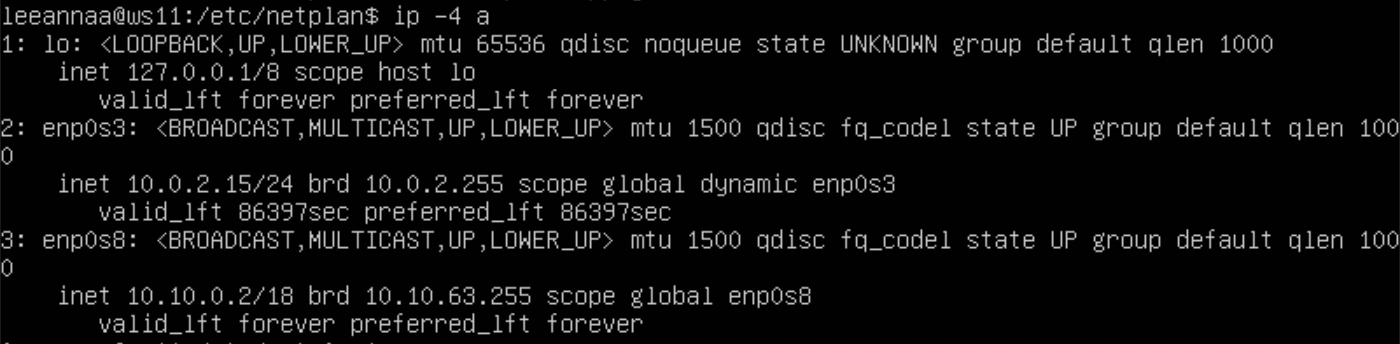 leeannaa@ws11:/etc/netplan$ ip -4 a
1: lo: <LOOPBACK,UP,LOWER_UP> mtu 65536 qdisc noqueue state UNKNOWN group default qlen 1000
    inet 127.0.0.1/8 scope host lo
       valid_lft forever preferred_lft forever
2: enp0s3: <BROADCAST,MULTICAST,UP,LOWER_UP> mtu 1500 qdisc fq_codel state UP group default qlen 100
0
    inet 10.0.2.15/24 brd 10.0.2.255 scope global dynamic enp0s3
       valid_lft 86397sec preferred_lft 86397sec
3: enp0s8: <BROADCAST,MULTICAST,UP,LOWER_UP> mtu 1500 qdisc fq_codel state UP group default qlen 100
0
    inet 10.10.0.2/18 brd 10.10.63.255 scope global enp0s8
       valid_lft forever preferred_lft forever